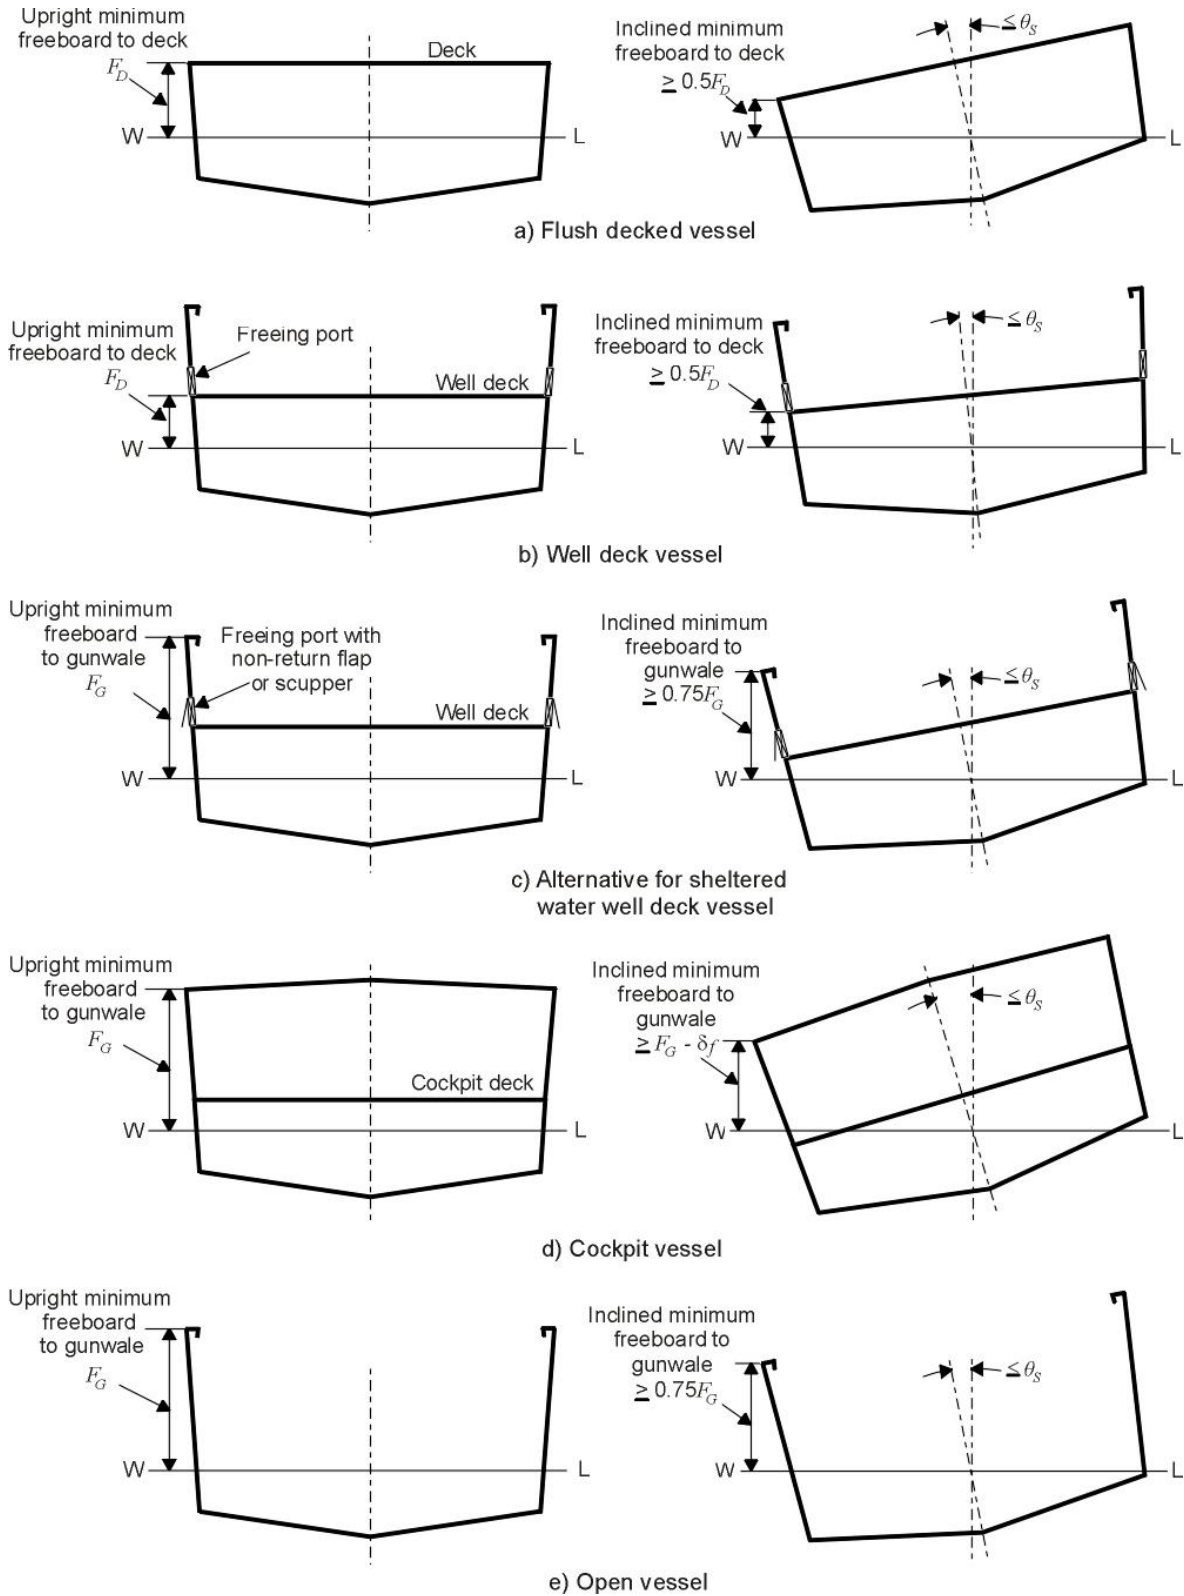 Upright minimum
freeboard to deck
F_D
Deck
W
L
Inclined minimum
freeboard to deck
≥ 0.5F_D
≤ θ_S
W
L
a) Flush decked vessel
Upright minimum
freeboard to deck
F_D
Freeing port
Well deck
W
L
Inclined minimum
freeboard to deck
≥ 0.5F_D
≤ θ_S
W
L
b) Well deck vessel
Upright minimum
freeboard
to gunwale
F_G
Freeing port with
non-return flap
or scupper
Well deck
W
L
Inclined minimum
freeboard to
gunwale
≥ 0.75F_G
≤ θ_S
W
L
c) Alternative for sheltered
water well deck vessel
Upright minimum
freeboard
to gunwale
F_G
Cockpit deck
W
L
Inclined minimum
freeboard to
gunwale
≥ F_G - δf
≤ θ_S
W
L
d) Cockpit vessel
Upright minimum
freeboard
to gunwale
F_G
W
L
Inclined minimum
freeboard to
gunwale
≥ 0.75F_G
≤ θ_S
W
L
e) Open vessel